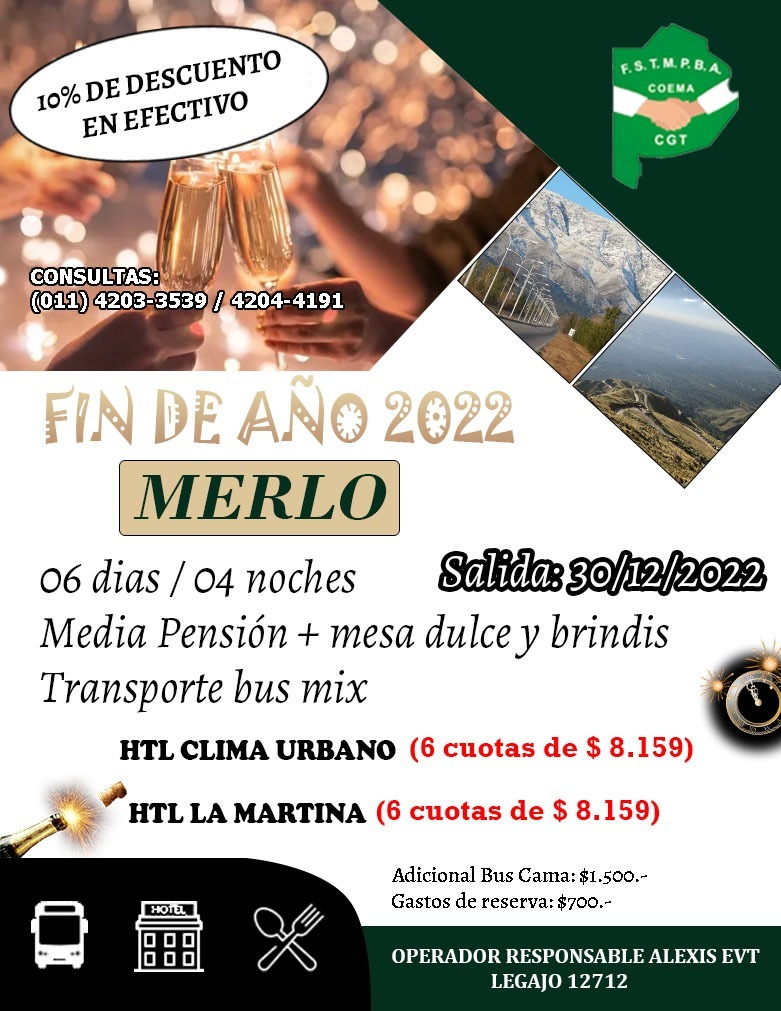 10% DE DESCUENTO
EN EFECTIVO
F.S.T.M.P.B.A.
COEMA
CGT
CONSULTAS:
(011) 4203-3539 / 4204-4191
FIN DE AÑO 2022
MERLO
06 dias / 04 noches
Salida: 30/12/2022
Media Pensión + mesa dulce y brindis
Transporte bus mix
HTL CLIMA URBANO (6 cuotas de $ 8.159)
HTL LA MARTINA (6 cuotas de $ 8.159)
Adicional Bus Cama: $1.500.-
Gastos de reserva: $700.-
HOTEL
OPERADOR RESPONSABLE ALEXIS EVT
LEGAJO 12712